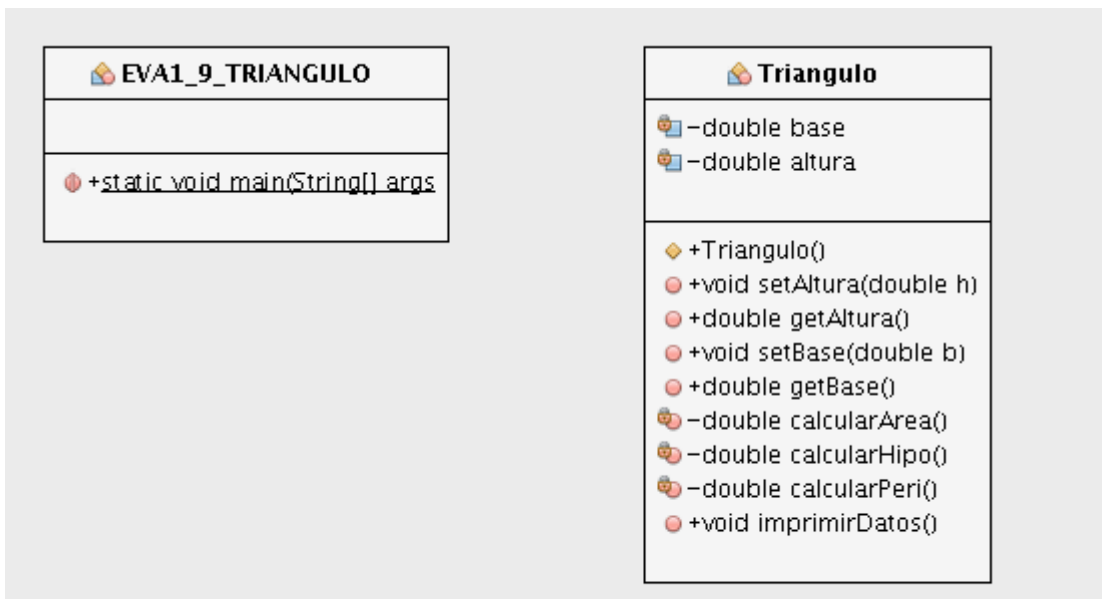 EVA1_9_TRIANGULO
+static void main(String[] args
Triangulo
-double base
-double altura
+Triangulo()
+void setAltura(double h)
+double getAltura()
+void setBase(double b)
+double getBase()
-double calcularArea()
-double calcularHipo()
-double calcularPeri()
+void imprimirDatos()